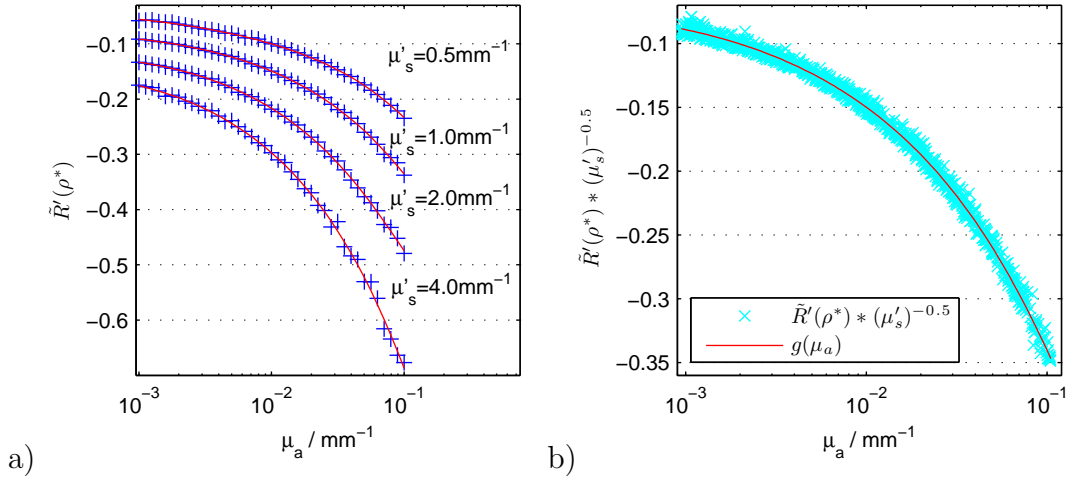 −0.1
−0.2
−0.3
−0.4
−0.5
−0.6
R̃′(ρ*)
μ'ₛ=0.5mm⁻¹
μ'ₛ=1.0mm⁻¹
μ'ₛ=2.0mm⁻¹
μ'ₛ=4.0mm⁻¹
10⁻³ 10⁻² 10⁻¹
μₐ / mm⁻¹
a)
−0.1
−0.15
−0.2
−0.25
−0.3
−0.35
R̃′(ρ*) * (μ′ₛ)⁻⁰·⁵
R̃′(ρ*) * (μ′ₛ)⁻⁰·⁵
g(μₐ)
10⁻³ 10⁻² 10⁻¹
μₐ / mm⁻¹
b)